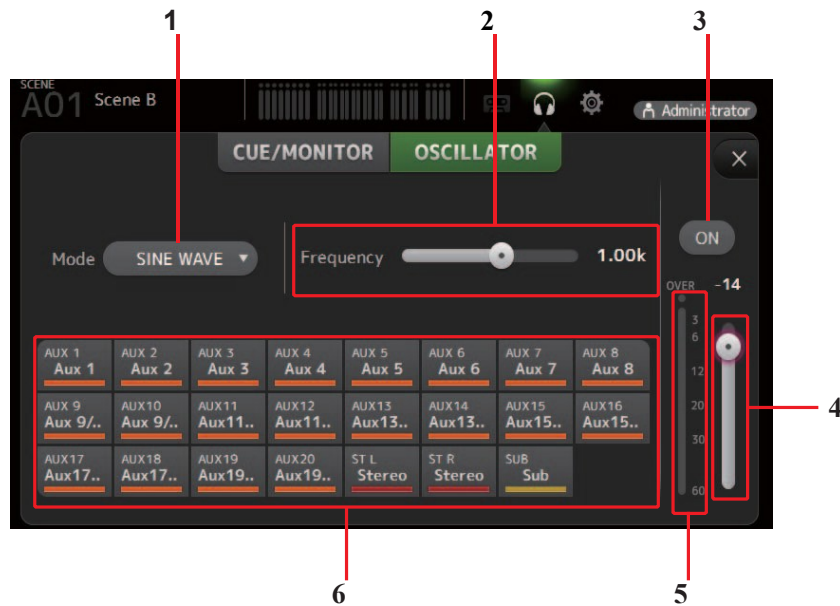 1 2 3
SCENE
A01 Scene B
Administrator
CUE/MONITOR OSCILLATOR
Mode SINE WAVE
Frequency 1.00k
ON
OVER -14
3
6
12
20
30
60
AUX 1 AUX 2 AUX 3 AUX 4 AUX 5 AUX 6 AUX 7 AUX 8
Aux 1 Aux 2 Aux 3 Aux 4 Aux 5 Aux 6 Aux 7 Aux 8
AUX 9 AUX10 AUX11 AUX12 AUX13 AUX14 AUX15 AUX16
Aux 9/.. Aux 9/.. Aux11.. Aux11.. Aux13.. Aux13.. Aux15.. Aux15..
AUX17 AUX18 AUX19 AUX20 ST L ST R SUB
Aux17.. Aux17.. Aux19.. Aux19.. Stereo Stereo Sub
4
6 5